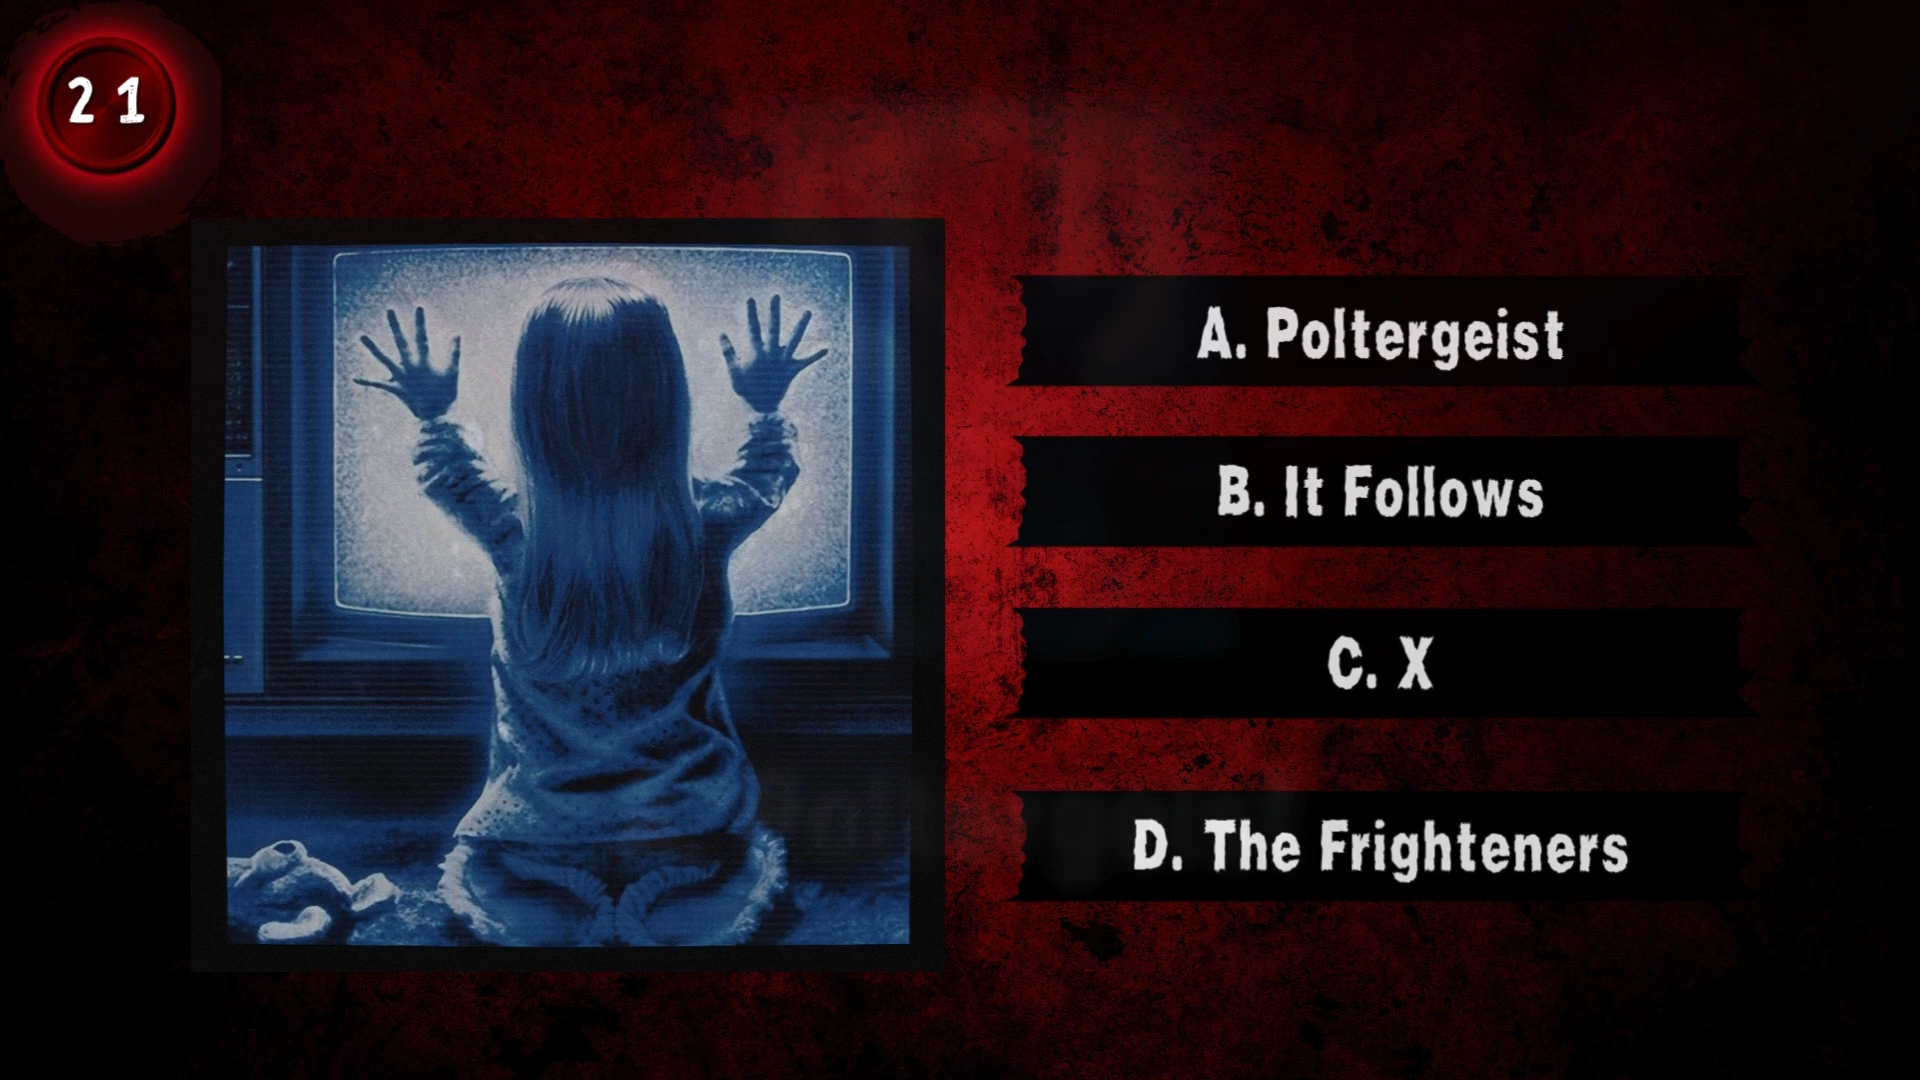 21
A. Poltergeist
B. It Follows
C. X
D. The Frighteners